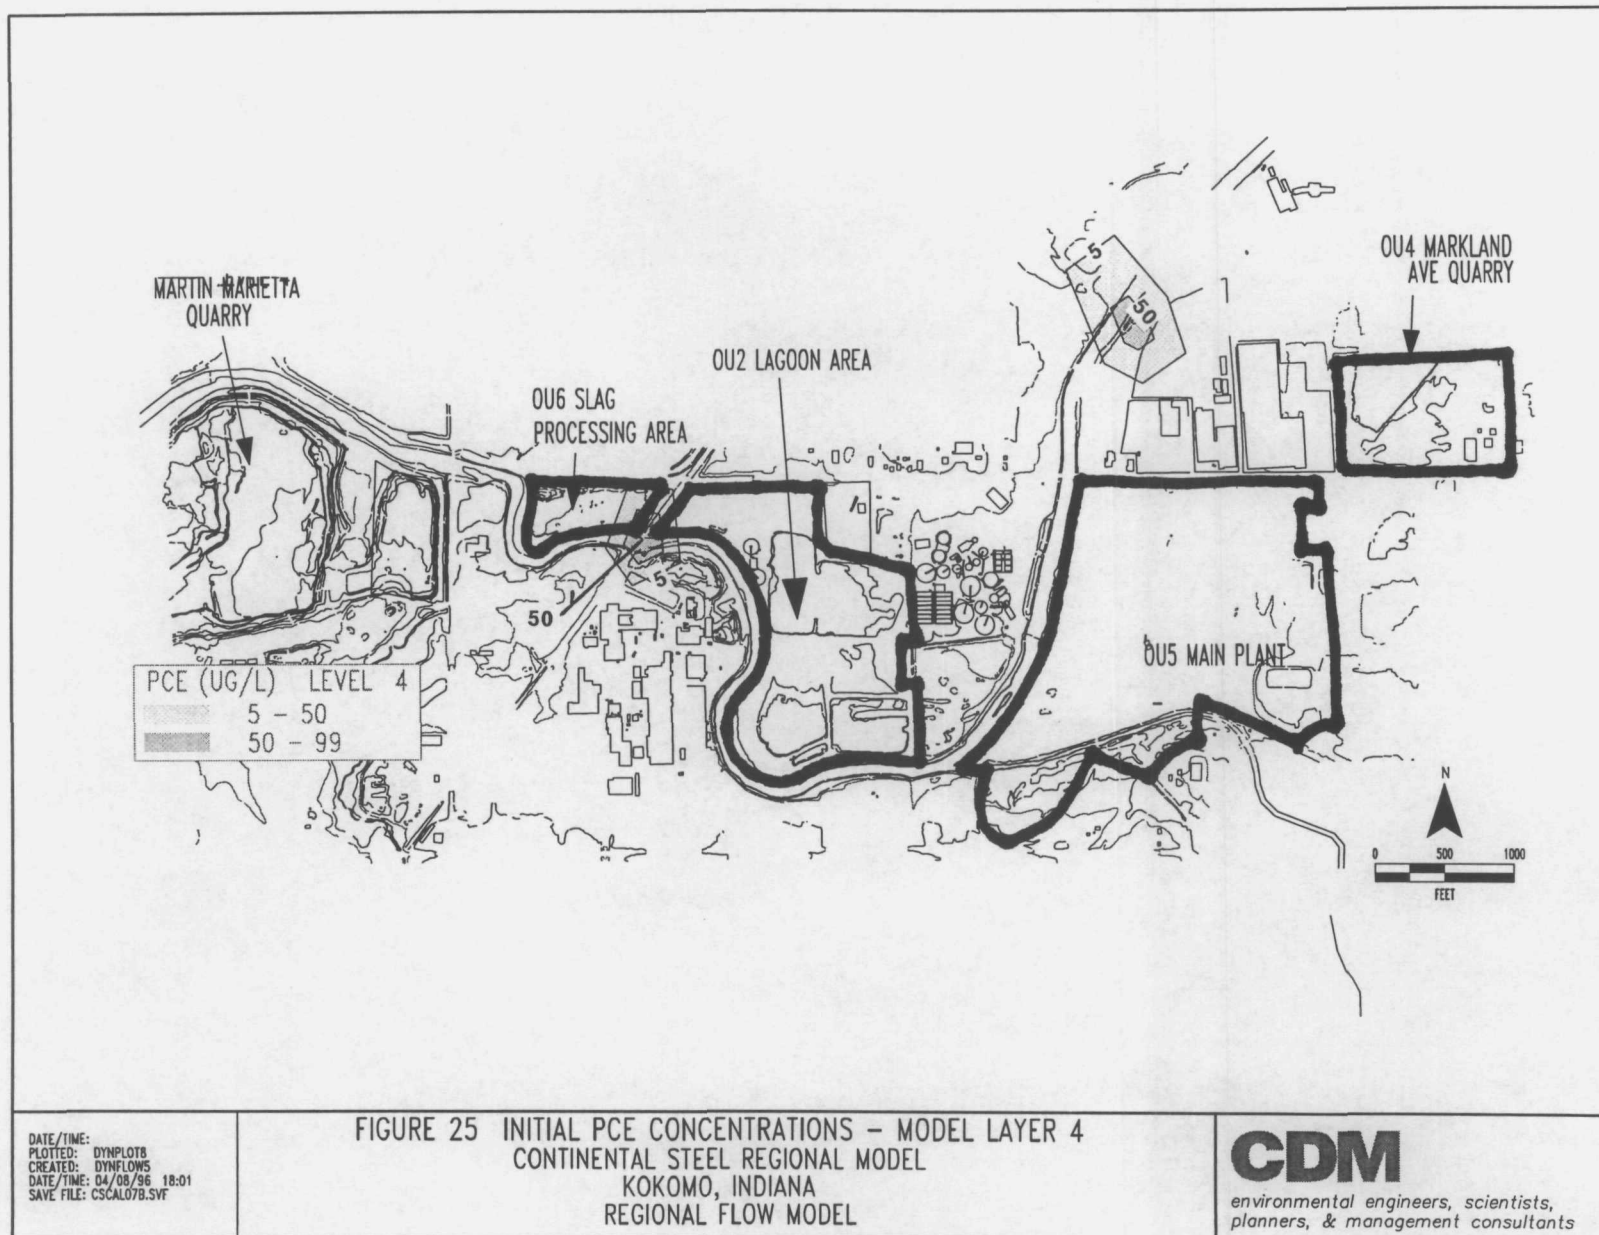 5
50
OU4 MARKLAND
AVE QUARRY
MARTIN MARIETTA
QUARRY
OU2 LAGOON AREA
OU6 SLAG
PROCESSING AREA
5
50
OU5 MAIN PLANT
PCE (UG/L) LEVEL 4
5 - 50
50 - 99
N
0 500 1000
FEET
DATE/TIME:
PLOTTED: DYNPLOT8
CREATED: DYNFLOW5
DATE/TIME: 04/08/96 18:01
SAVE FILE: CSCAL07B.SVF
FIGURE 25 INITIAL PCE CONCENTRATIONS - MODEL LAYER 4
CONTINENTAL STEEL REGIONAL MODEL
KOKOMO, INDIANA
REGIONAL FLOW MODEL
CDM
environmental engineers, scientists,
planners, & management consultants